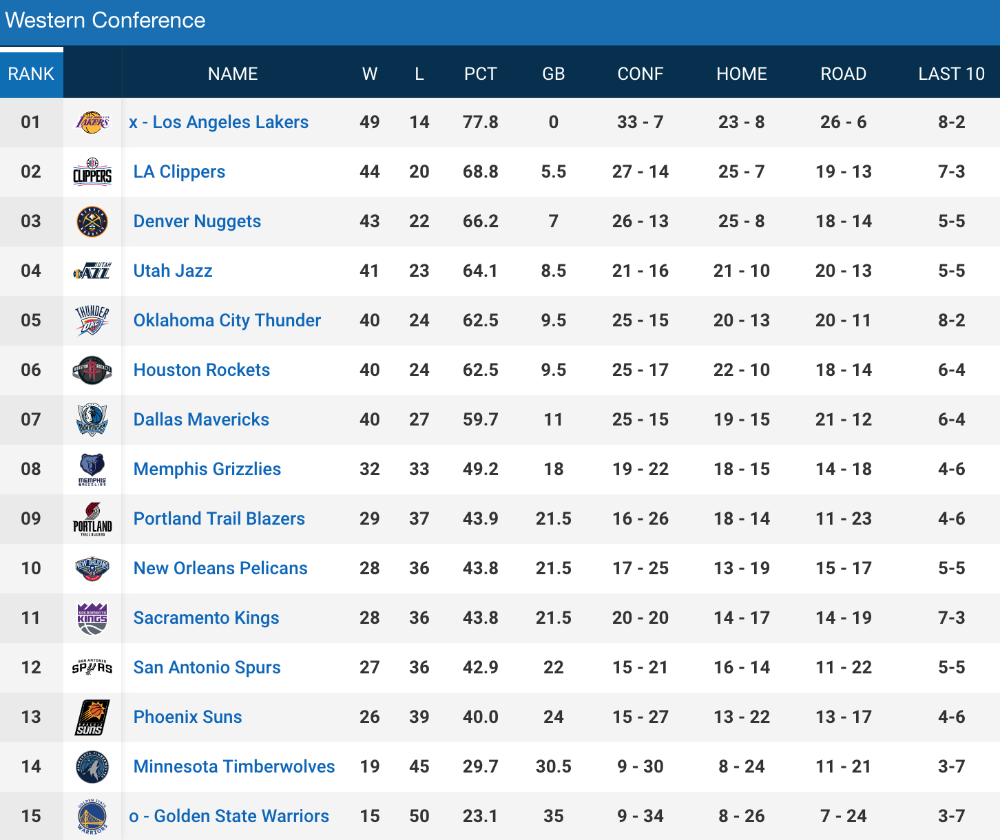 Western Conference
RANK NAME W L PCT GB CONF HOME ROAD LAST 10
01 LOS ANGELES LAKERS x - Los Angeles Lakers 49 14 77.8 0 33 - 7 23 - 8 26 - 6 8-2
02 CLIPPERS LA Clippers 44 20 68.8 5.5 27 - 14 25 - 7 19 - 13 7-3
03 DENVER NUGGETS Denver Nuggets 43 22 66.2 7 26 - 13 25 - 8 18 - 14 5-5
04 UTAH JAZZ Utah Jazz 41 23 64.1 8.5 21 - 16 21 - 10 20 - 13 5-5
05 THUNDER OKC Oklahoma City Thunder 40 24 62.5 9.5 25 - 15 20 - 13 20 - 11 8-2
06 HOUSTON ROCKETS Houston Rockets 40 24 62.5 9.5 25 - 17 22 - 10 18 - 14 6-4
07 MAVERICKS Dallas Mavericks 40 27 59.7 11 25 - 15 19 - 15 21 - 12 6-4
08 MEMPHIS GRIZZLIES Memphis Grizzlies 32 33 49.2 18 19 - 22 18 - 15 14 - 18 4-6
09 PORTLAND TRAIL BLAZERS Portland Trail Blazers 29 37 43.9 21.5 16 - 26 18 - 14 11 - 23 4-6
10 NEW ORLEANS New Orleans Pelicans 28 36 43.8 21.5 17 - 25 13 - 19 15 - 17 5-5
11 SACRAMENTO KINGS Sacramento Kings 28 36 43.8 21.5 20 - 20 14 - 17 14 - 19 7-3
12 SAN ANTONIO SPURS San Antonio Spurs 27 36 42.9 22 15 - 21 16 - 14 11 - 22 5-5
13 PHOENIX SUNS Phoenix Suns 26 39 40.0 24 15 - 27 13 - 22 13 - 17 4-6
14 MINNESOTA TIMBERWOLVES Minnesota Timberwolves 19 45 29.7 30.5 9 - 30 8 - 24 11 - 21 3-7
15 GOLDEN STATE WARRIORS o - Golden State Warriors 15 50 23.1 35 9 - 34 8 - 26 7 - 24 3-7